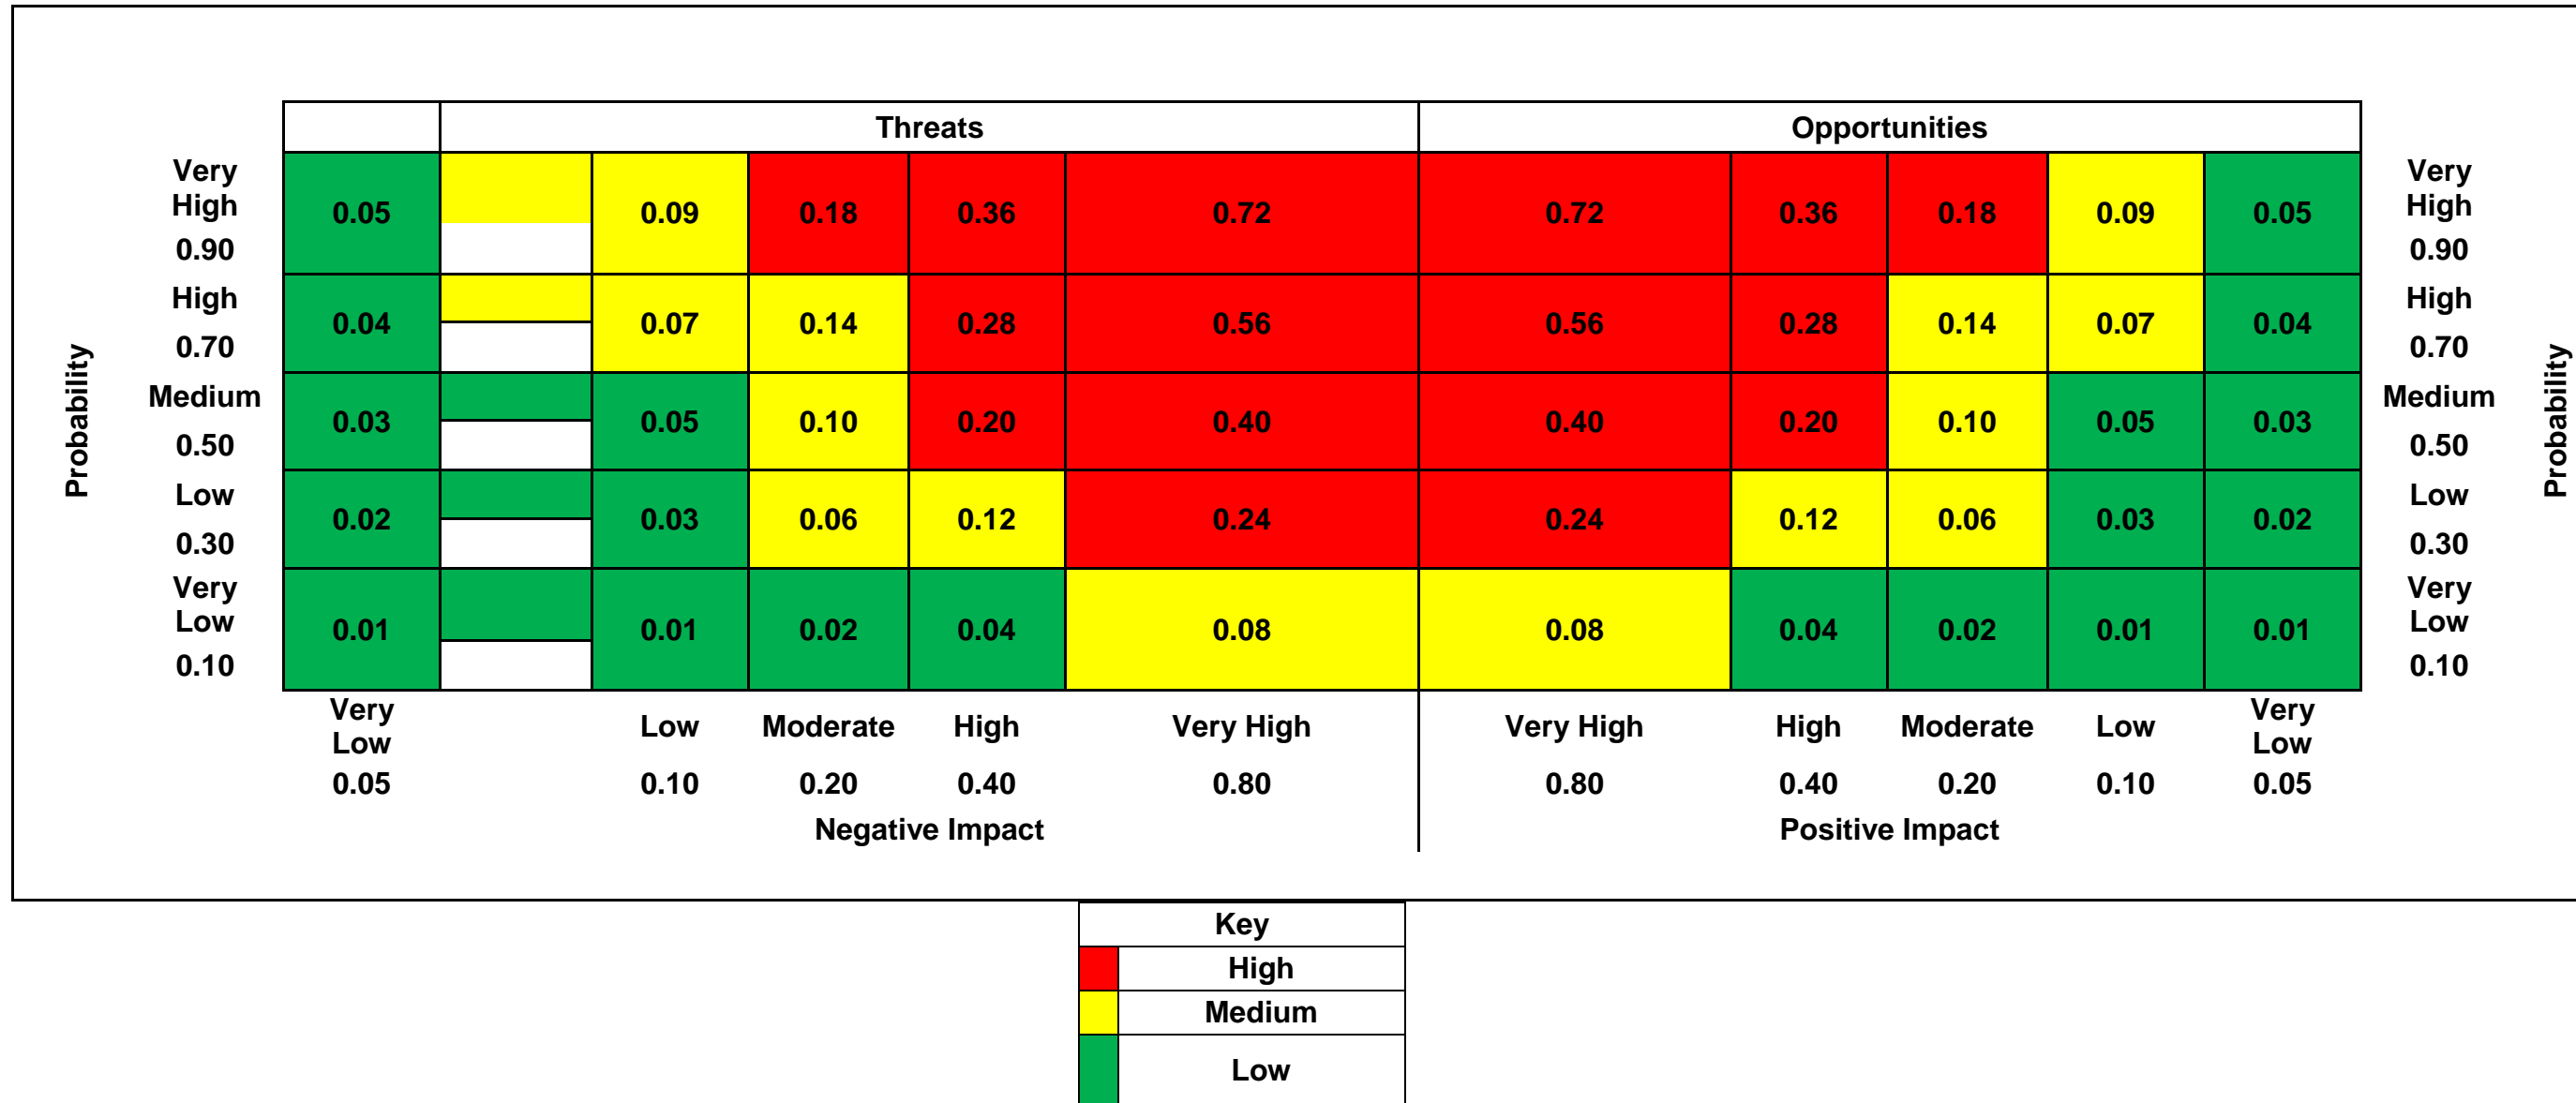 Threats Opportunities
Very Very
High 0.05 0.09 0.18 0.36 0.72 0.72 0.36 0.18 0.09 0.05 High
0.90 0.90
High High
0.04 0.07 0.14 0.28 0.56 0.56 0.28 0.14 0.07 0.04
0.70 0.70
Probability Probability
Medium Medium
0.03 0.05 0.10 0.20 0.40 0.40 0.20 0.10 0.05 0.03
0.50 0.50
Low Low
0.02 0.03 0.06 0.12 0.24 0.24 0.12 0.06 0.03 0.02
0.30 0.30
Very Very
Low 0.01 0.01 0.02 0.04 0.08 0.08 0.04 0.02 0.01 0.01 Low
0.10 0.10
Very Low Low Moderate High Very High Very High High Moderate Low Very Low
0.05 0.10 0.20 0.40 0.80 0.80 0.40 0.20 0.10 0.05
Negative Impact Positive Impact
Key
High
Medium
Low